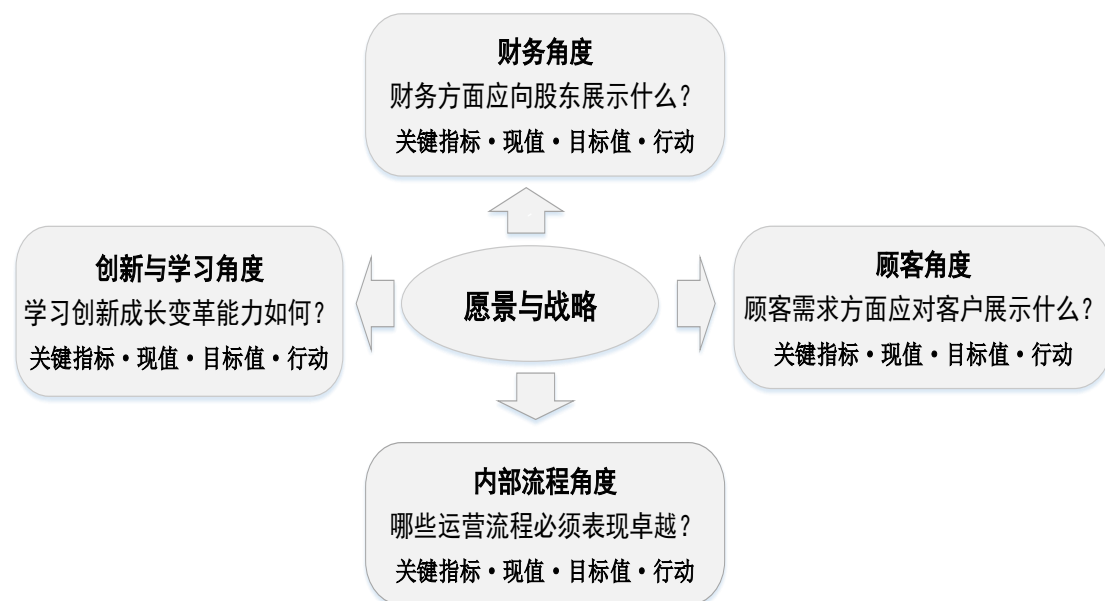 财务角度
财务方面应向股东展示什么？
关键指标·现值·目标值·行动
创新与学习角度
学习创新成长变革能力如何？
关键指标·现值·目标值·行动
愿景与战略
顾客角度
顾客需求方面应对客户展示什么？
关键指标·现值·目标值·行动
内部流程角度
哪些运营流程必须表现卓越？
关键指标·现值·目标值·行动